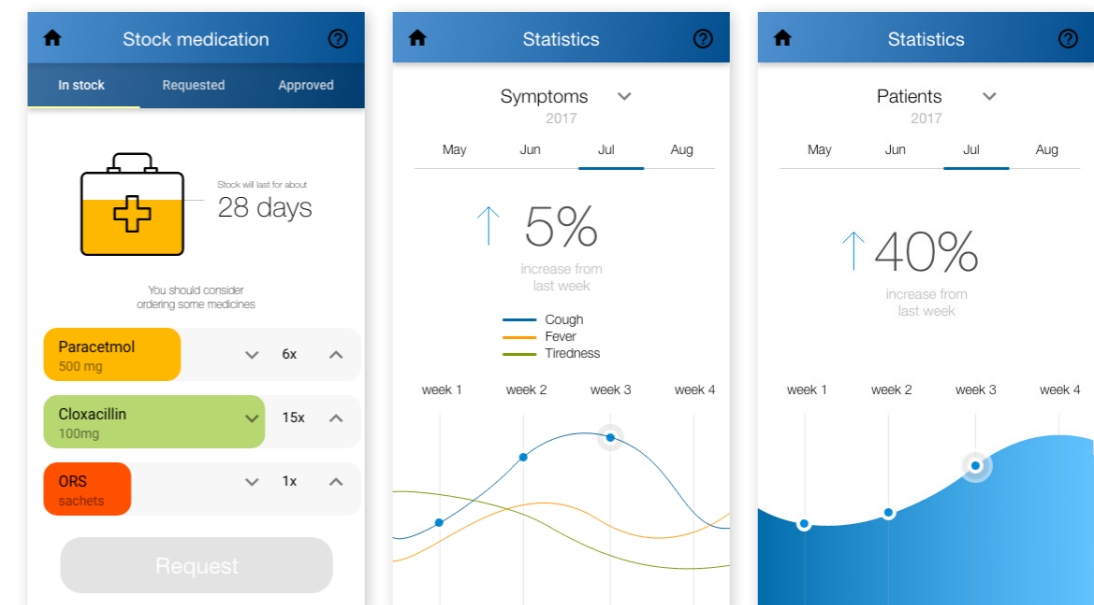 Stock medication
In stock Requested Approved
Stock will last for about
28 days
You should consider
ordering some medicines
Paracetmol
500 mg
6x
Cloxacillin
100mg
15x
ORS
sachets
1x
Request
Statistics
Symptoms
2017
May Jun Jul Aug
5%
increase from
last week
Cough
Fever
Tiredness
week 1 week 2 week 3 week 4
Statistics
Patients
2017
May Jun Jul Aug
40%
increase from
last week
week 1 week 2 week 3 week 4